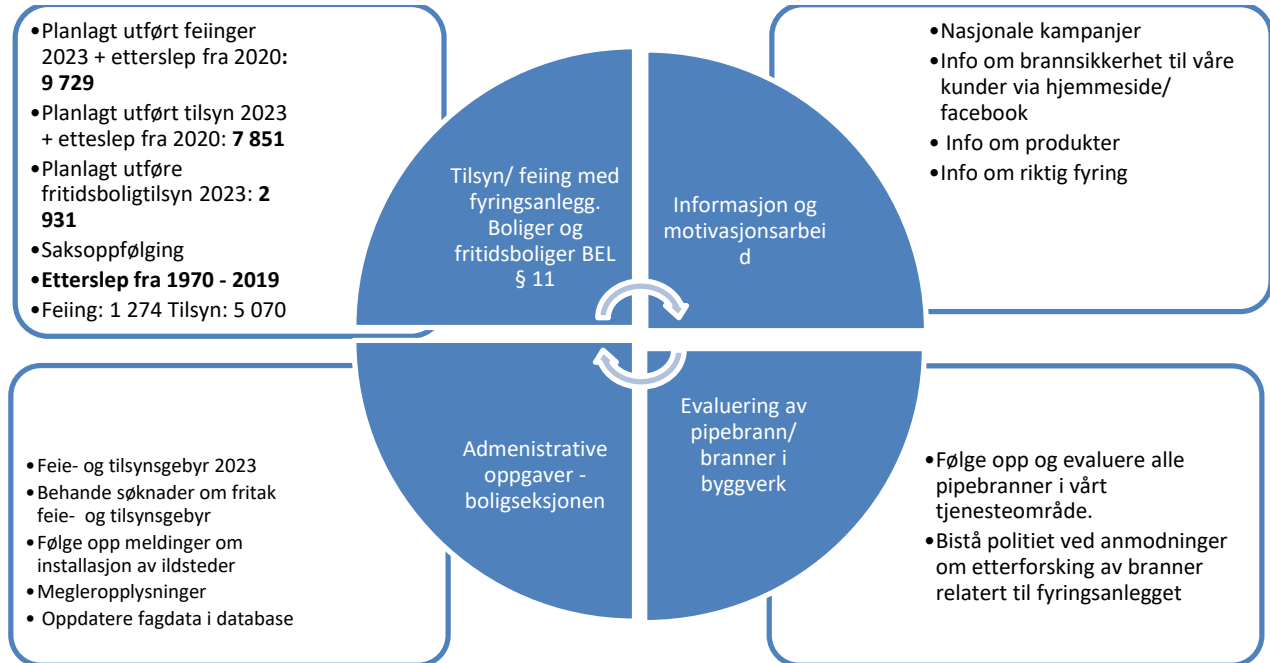 •Planlagt utført feiinger
2023 + etterslep fra 2020:
9 729
•Planlagt utført tilsyn 2023
+ etteslep fra 2020: 7 851
•Planlagt utføre
fritidsboligtilsyn 2023: 2
931
•Saksoppfølging
•Etterslep fra 1970 - 2019
•Feiing: 1 274 Tilsyn: 5 070
Tilsyn/ feiing med
fyringsanlegg.
Boliger og
fritidsboliger BEL
§ 11
Informasjon og
motivasjonsarbei
d
•Nasjonale kampanjer
•Info om brannsikkerhet til våre
kunder via hjemmeside/
facebook
• Info om produkter
•Info om riktig fyring
•Feie- og tilsynsgebyr 2023
•Behande søknader om fritak
feie- og tilsynsgebyr
•Følge opp meldinger om
installasjon av ildsteder
•Megleropplysninger
• Oppdatere fagdata i database
Admenistrative
oppgaver -
boligseksjonen
Evaluering av
pipebrann/
branner i
byggverk
•Følge opp og evaluere alle
pipebranner i vårt
tjenesteområde.
•Bistå politiet ved anmodninger
om etterforsking av branner
relatert til fyringsanlegget